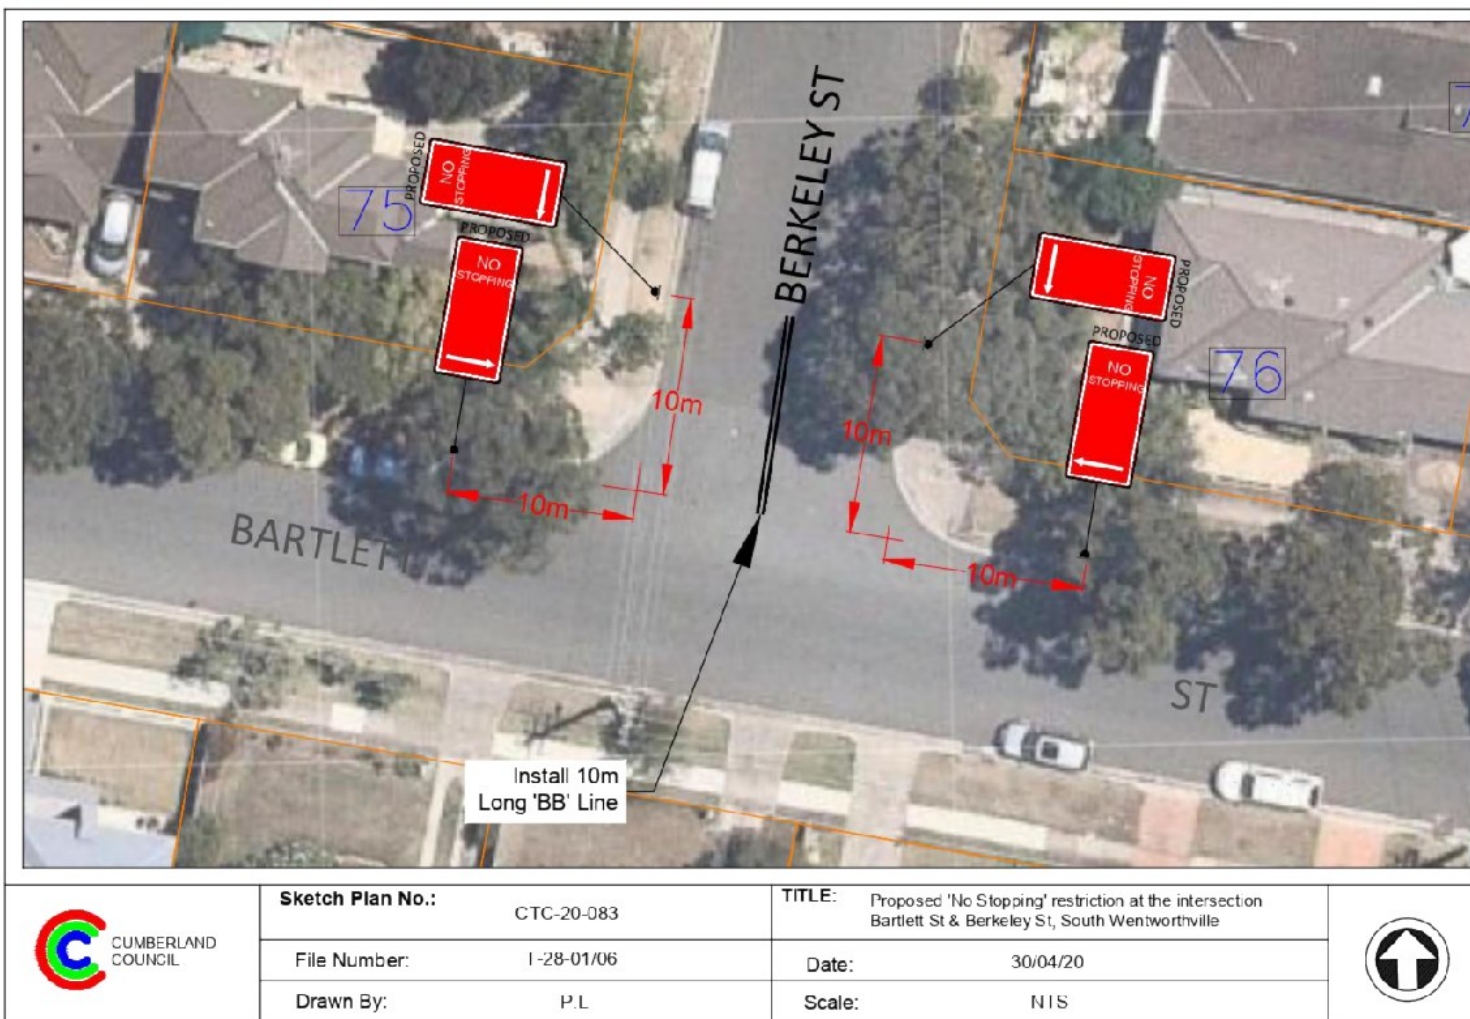 BERKELEY ST
PROPOSED
NO
STOPPING
75
PROPOSED
NO
STOPPING
NO
STOPPING
PROPOSED
PROPOSED
NO
STOPPING
76
7
10m
10m
10m
10m
BARTLETT
ST
Install 10m
Long 'BB' Line
CUMBERLAND
COUNCIL
Sketch Plan No.:
CTC-20-083
TITLE:
Proposed 'No Stopping' restriction at the intersection
Bartlett St & Berkeley St, South Wentworthville
File Number:
T-28-01/06
Date:
30/04/20
Drawn By:
P.L
Scale:
NTS